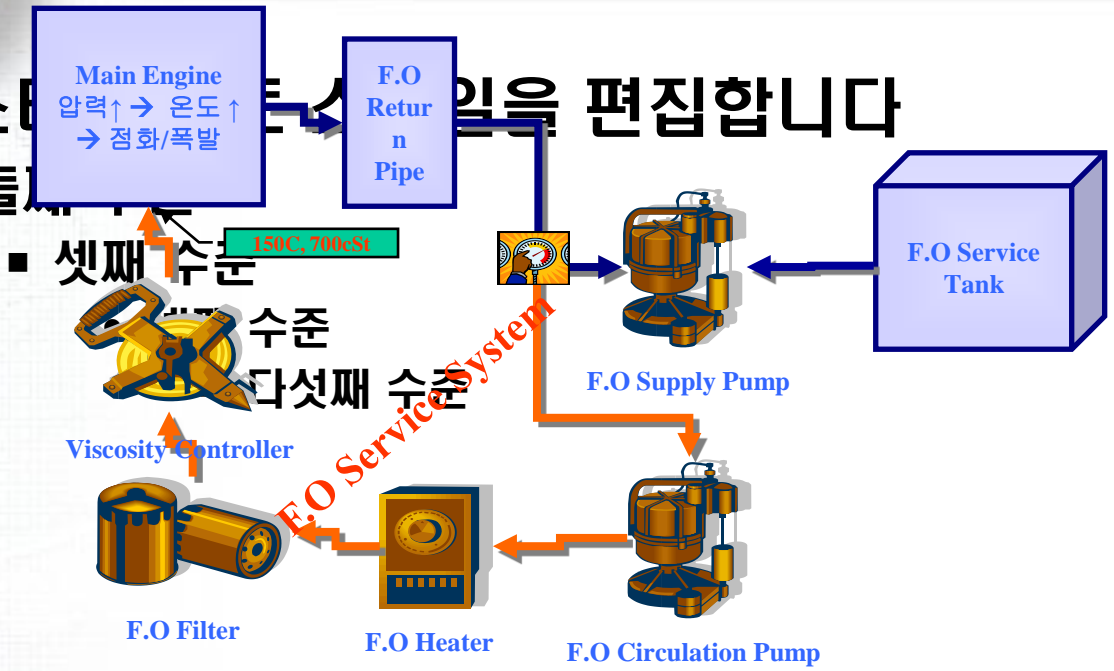 Main Engine
압력↑ → 온도 ↑
→ 점화/폭발
F.O
Retur
n
Pipe
일을 편집합니다
수준
150C, 700cSt
■ 셋째 수준
F.O Service
Tank
수준
다섯째 수준
F.O Supply Pump
F.O Service System
Viscosity Controller
F.O Filter
F.O Heater
F.O Circulation Pump